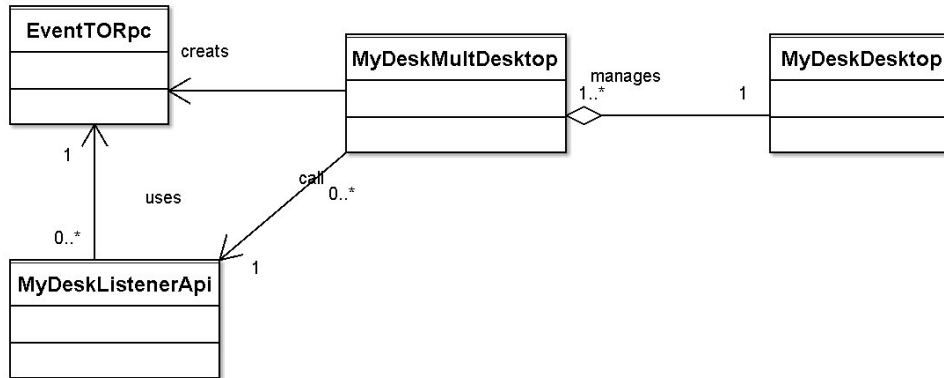 EventTORpc
creats
MyDeskMultDesktop
manages
1..*
1
MyDeskDesktop
1
uses
0..*
call
0..*
1
MyDeskListenerApi